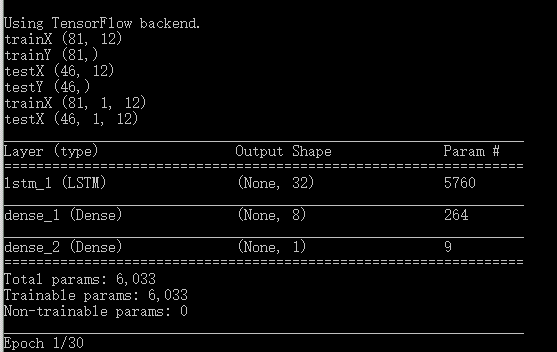 Using TensorFlow backend.
trainX (81, 12)
trainY (81,)
testX (46, 12)
testY (46,)
trainX (81, 1, 12)
testX (46, 1, 12)
Layer (type) Output Shape Param #
lstm_1 (LSTM) (None, 32) 5760
dense_1 (Dense) (None, 8) 264
dense_2 (Dense) (None, 1) 9
Total params: 6,033
Trainable params: 6,033
Non-trainable params: 0
Epoch 1/30